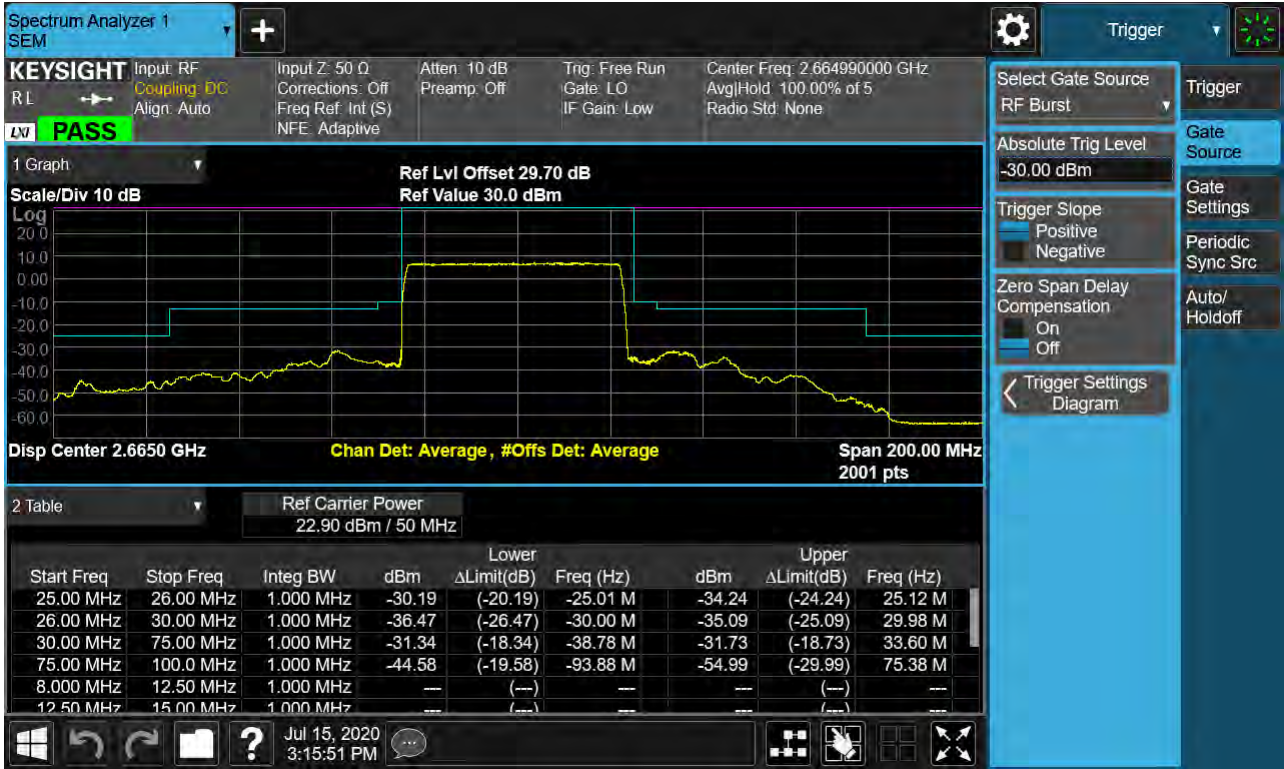 Spectrum Analyzer 1
SEM
Trigger
KEYSIGHT
R L
LXI
PASS
Input: RF
Coupling: DC
Align: Auto
Input Z: 50 Ω
Corrections: Off
Freq Ref: Int (S)
NFE: Adaptive
Atten: 10 dB
Preamp: Off
Trig: Free Run
Gate: LO
IF Gain: Low
Center Freq: 2.664990000 GHz
Avg|Hold: 100.00% of 5
Radio Std: None
1 Graph
Scale/Div 10 dB
Ref Lvl Offset 29.70 dB
Ref Value 30.0 dBm
Log
20.0
10.0
0.00
-10.0
-20.0
-30.0
-40.0
-50.0
-60.0
Disp Center 2.6650 GHz
Chan Det: Average , #Offs Det: Average
Span 200.00 MHz
2001 pts
2 Table
Ref Carrier Power
22.90 dBm / 50 MHz
Lower Upper
Start Freq Stop Freq Integ BW dBm ΔLimit(dB) Freq (Hz) dBm ΔLimit(dB) Freq (Hz)
25.00 MHz 26.00 MHz 1.000 MHz -30.19 (-20.19) -25.01 M -34.24 (-24.24) 25.12 M
26.00 MHz 30.00 MHz 1.000 MHz -36.47 (-26.47) -30.00 M -35.09 (-25.09) 29.98 M
30.00 MHz 75.00 MHz 1.000 MHz -31.34 (-18.34) -38.78 M -31.73 (-18.73) 33.60 M
75.00 MHz 100.0 MHz 1.000 MHz -44.58 (-19.58) -93.88 M -54.99 (-29.99) 75.38 M
8.000 MHz 12.50 MHz 1.000 MHz --- (---) --- --- (---) ---
12.50 MHz 15.00 MHz 1.000 MHz --- (---) --- --- (---) ---
Select Gate Source
RF Burst
Absolute Trig Level
-30.00 dBm
Trigger Slope
Positive
Negative
Zero Span Delay
Compensation
On
Off
Trigger Settings
Diagram
Trigger
Gate
Source
Gate
Settings
Periodic
Sync Src
Auto/
Holdoff
?
Jul 15, 2020
3:15:51 PM